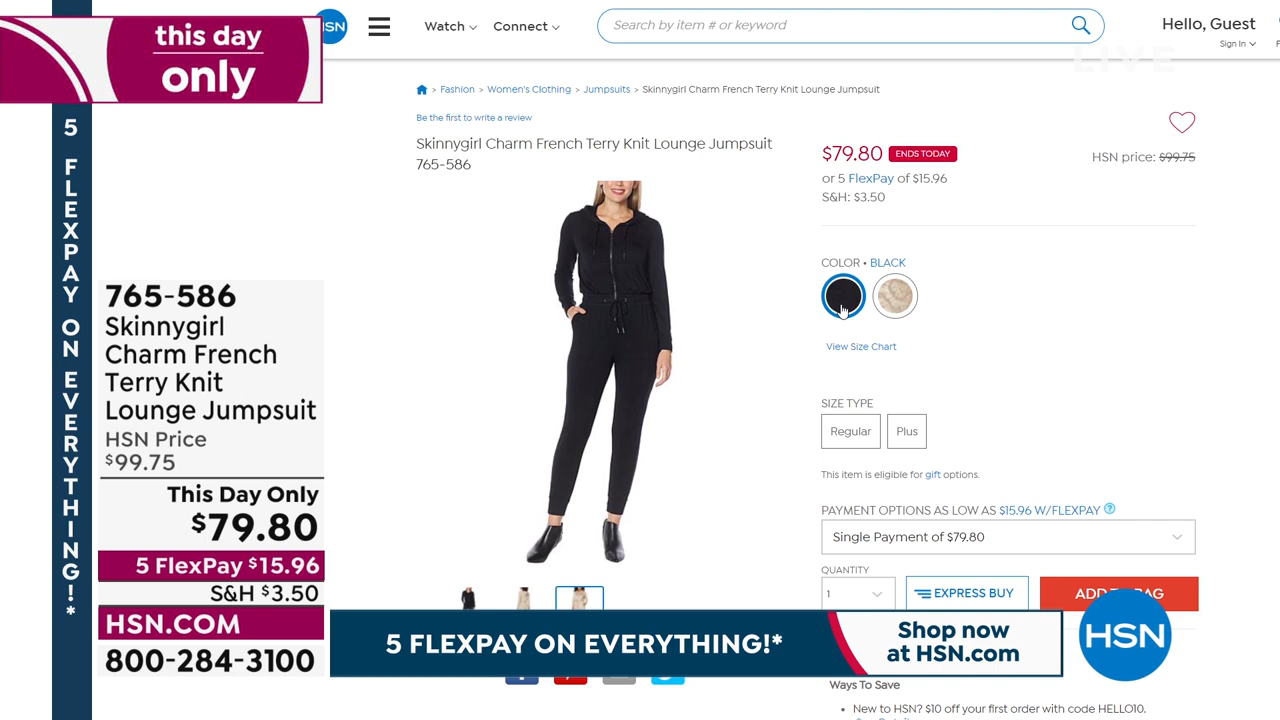 this day
only
5 FLEXPAY ON EVERYTHING!*
765-586
Skinnygirl
Charm French
Terry Knit
Lounge Jumpsuit
HSN Price
$99.75
This Day Only
$79.80
5 FlexPay $15.96
S&H $3.50
HSN.COM
800-284-3100
HSN
Watch
Connect
Search by item # or keyword
Hello, Guest
Sign In
LIVE
> Fashion > Women's Clothing > Jumpsuits > Skinnygirl Charm French Terry Knit Lounge Jumpsuit
Be the first to write a review
Skinnygirl Charm French Terry Knit Lounge Jumpsuit
765-586
$79.80 ENDS TODAY
HSN price: $99.75
or 5 FlexPay of $15.96
S&H: $3.50
COLOR • BLACK
View Size Chart
SIZE TYPE
Regular Plus
This item is eligible for gift options.
PAYMENT OPTIONS AS LOW AS $15.96 W/FLEXPAY ?
Single Payment of $79.80
QUANTITY
1
EXPRESS BUY
5 FLEXPAY ON EVERYTHING!*
Shop now
at HSN.com
HSN
Ways To Save
• New to HSN? $10 off your first order with code HELLO10.